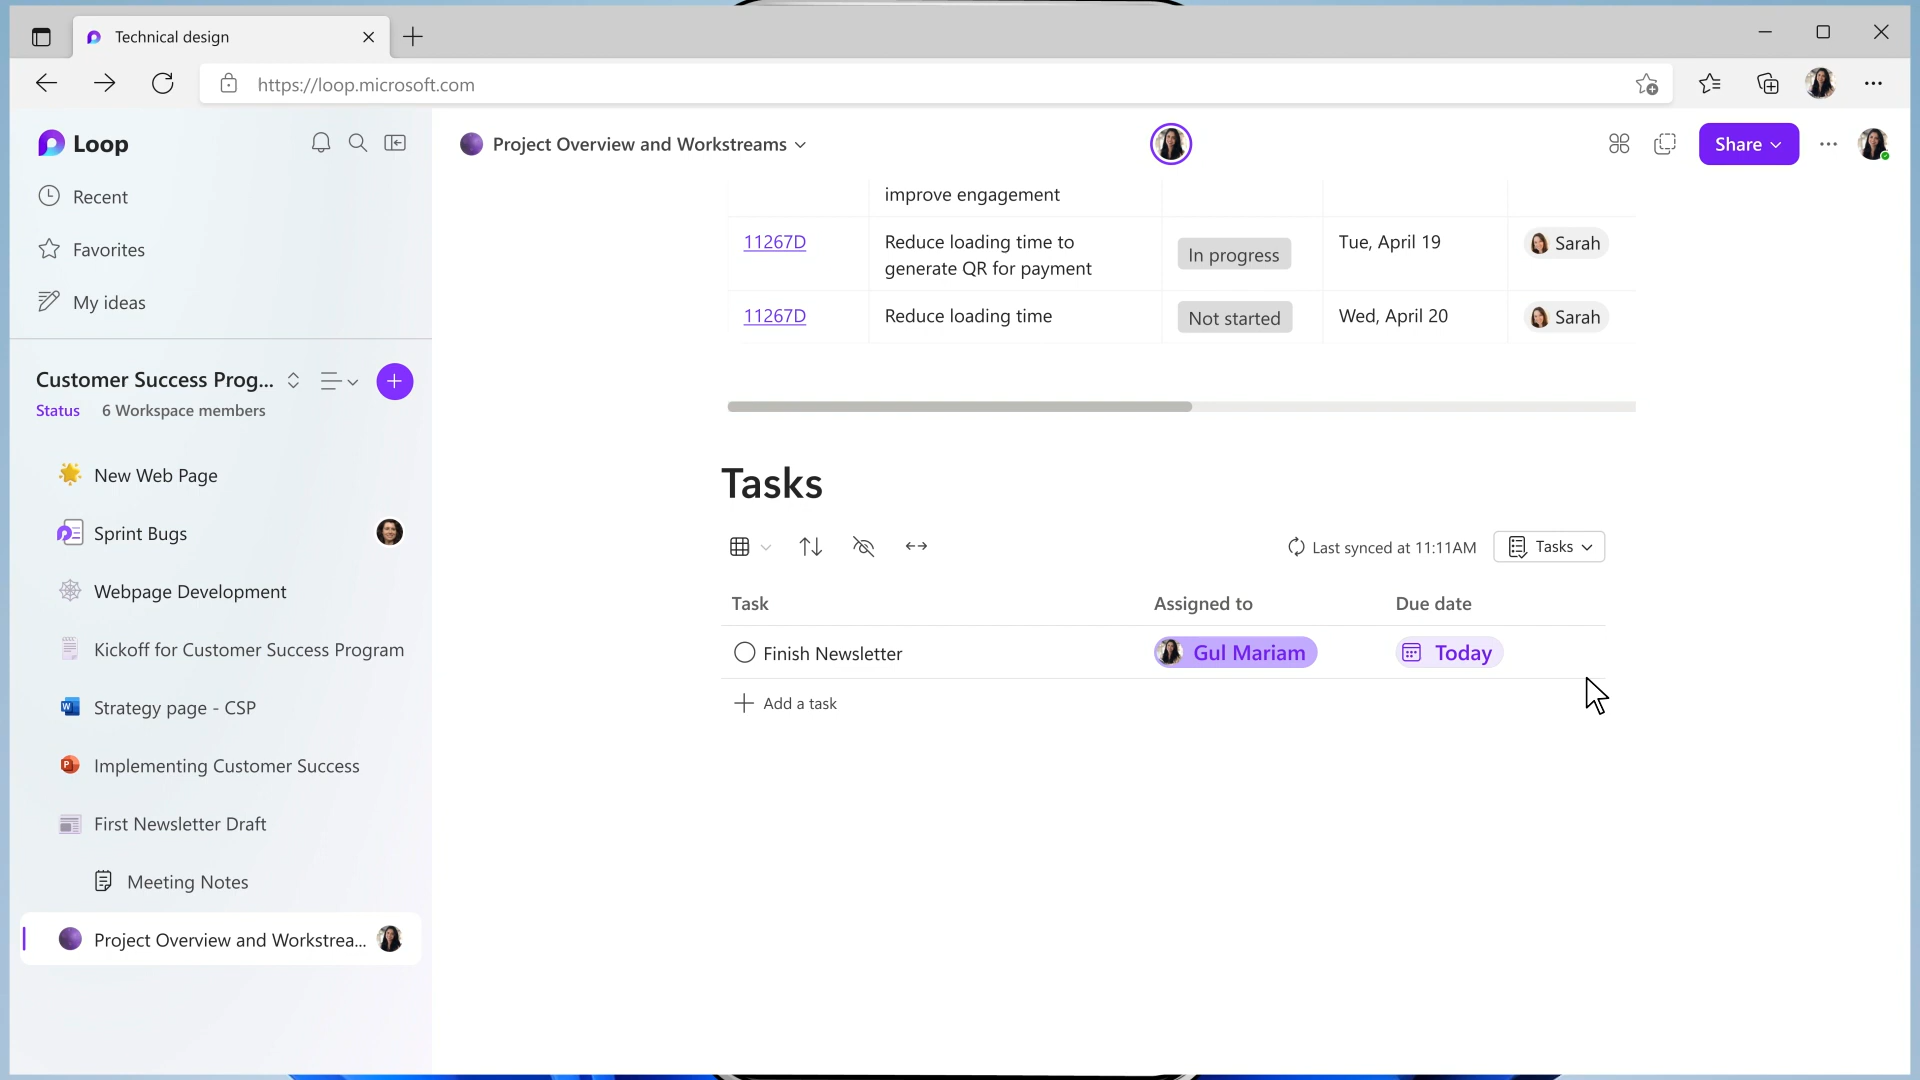 Technical design
https://loop.microsoft.com
Loop
Recent
Favorites
My ideas
Customer Success Prog...
Status 6 Workspace members
New Web Page
Sprint Bugs
Webpage Development
Kickoff for Customer Success Program
Strategy page - CSP
Implementing Customer Success
First Newsletter Draft
Meeting Notes
Project Overview and Workstrea...
Project Overview and Workstreams
Share
improve engagement
11267D Reduce loading time to In progress Tue, April 19 Sarah
generate QR for payment
11267D Reduce loading time Not started Wed, April 20 Sarah
Tasks
Last synced at 11:11AM Tasks
Task Assigned to Due date
Finish Newsletter Gul Mariam Today
Add a task